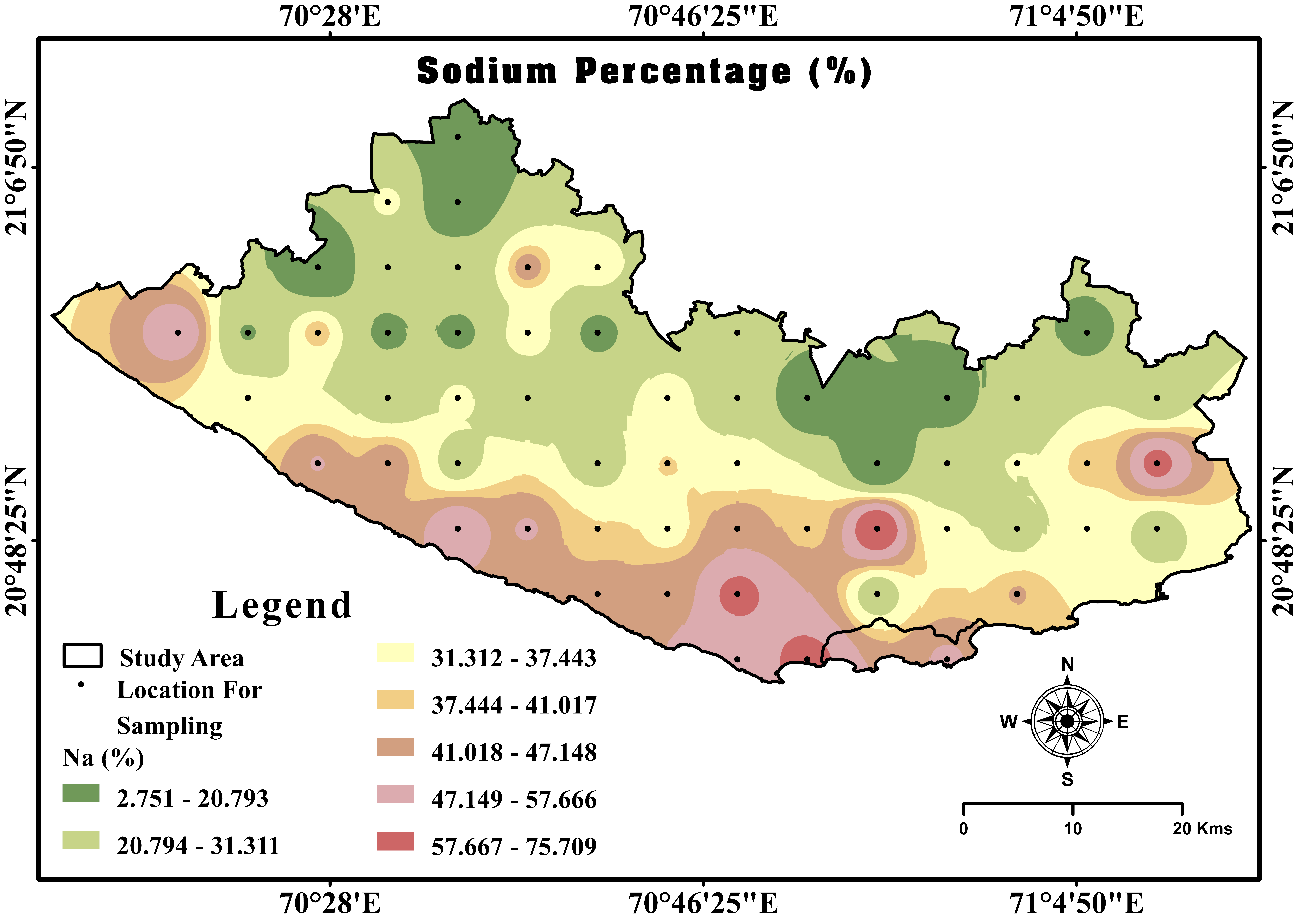 70°28'E 70°46'25"E 71°4'50"E
Sodium Percentage (%)
21°6'50"N
21°6'50"N
20°48'25"N
20°48'25"N
Legend
Study Area
Location For
Sampling
Na (%)
2.751 - 20.793
20.794 - 31.311
31.312 - 37.443
37.444 - 41.017
41.018 - 47.148
47.149 - 57.666
57.667 - 75.709
N
W E
S
0 10 20 Kms
70°28'E 70°46'25"E 71°4'50"E